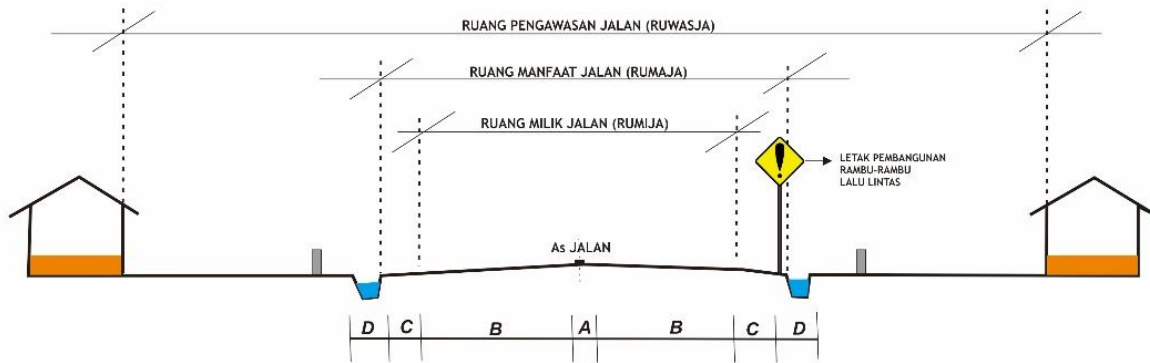 RUANG PENGAWASAN JALAN (RUWASJA)
RUANG MANFAAT JALAN (RUMAJA)
RUANG MILIK JALAN (RUMIJA)
!
LETAK PEMBANGUNAN
RAMBU-RAMBU
LALU LINTAS
As JALAN
D C B A B C D